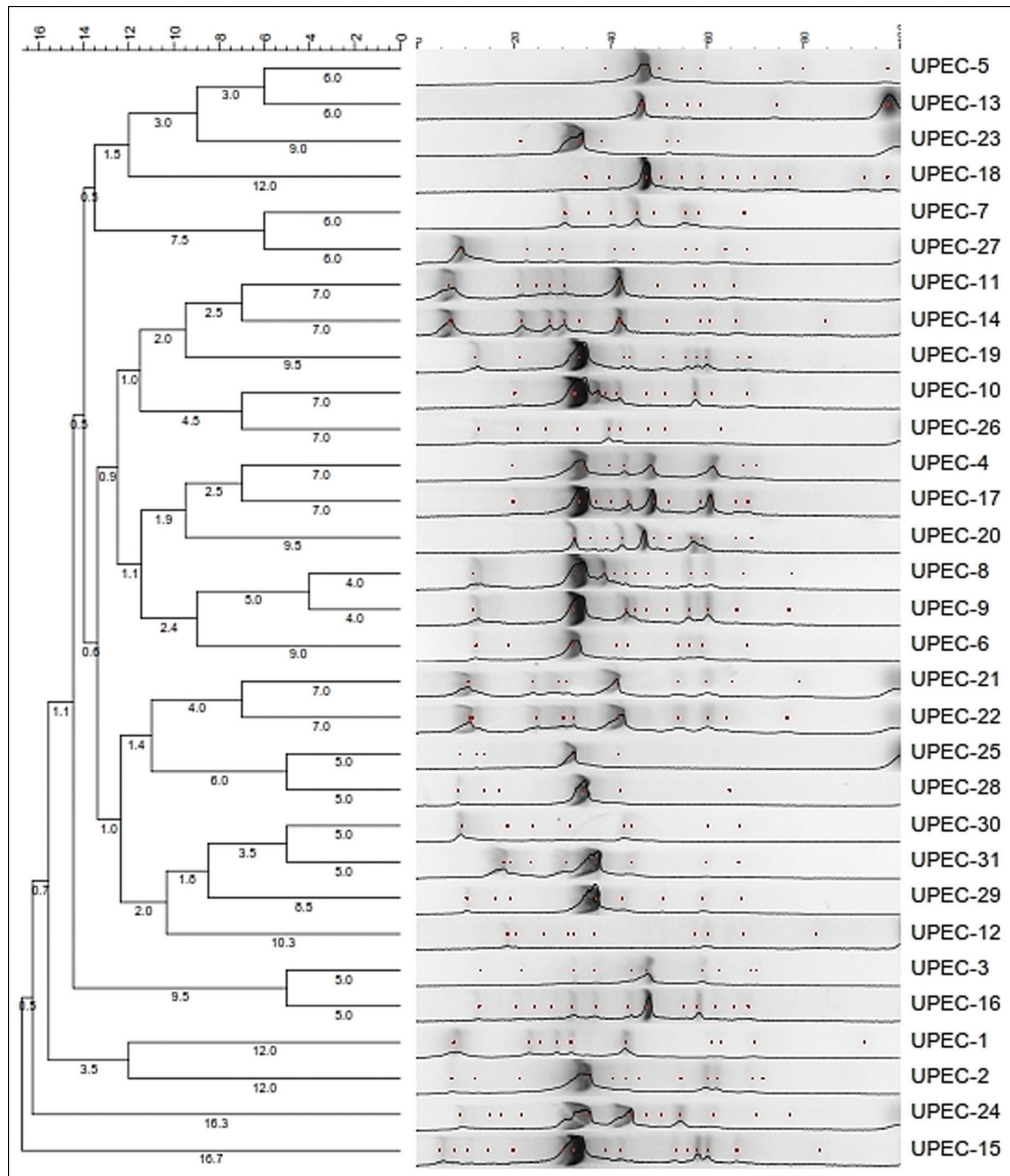 16 14 12 10 8 6 4 2 0 0 20 40 60 80 100
6.0 UPEC-5
3.0
6.0 UPEC-13
3.0
9.0 UPEC-23
1.5
12.0 UPEC-18
0.5
6.0 UPEC-7
7.5
6.0 UPEC-27
7.0 UPEC-11
2.5
7.0 UPEC-14
2.0
9.5 UPEC-19
1.0
7.0 UPEC-10
4.5
7.0 UPEC-26
0.5
7.0 UPEC-4
0.9
2.5
7.0 UPEC-17
1.9
9.5 UPEC-20
1.1
4.0 UPEC-8
5.0
4.0 UPEC-9
2.4
9.0 UPEC-6
0.6
7.0 UPEC-21
4.0
7.0 UPEC-22
1.1
1.4
5.0 UPEC-25
6.0
5.0 UPEC-28
1.0
5.0 UPEC-30
3.5
5.0 UPEC-31
1.8
0.7
8.5 UPEC-29
2.0
10.3 UPEC-12
5.0 UPEC-3
9.5
5.0 UPEC-16
0.5
12.0 UPEC-1
3.5
12.0 UPEC-2
16.3 UPEC-24
16.7 UPEC-15